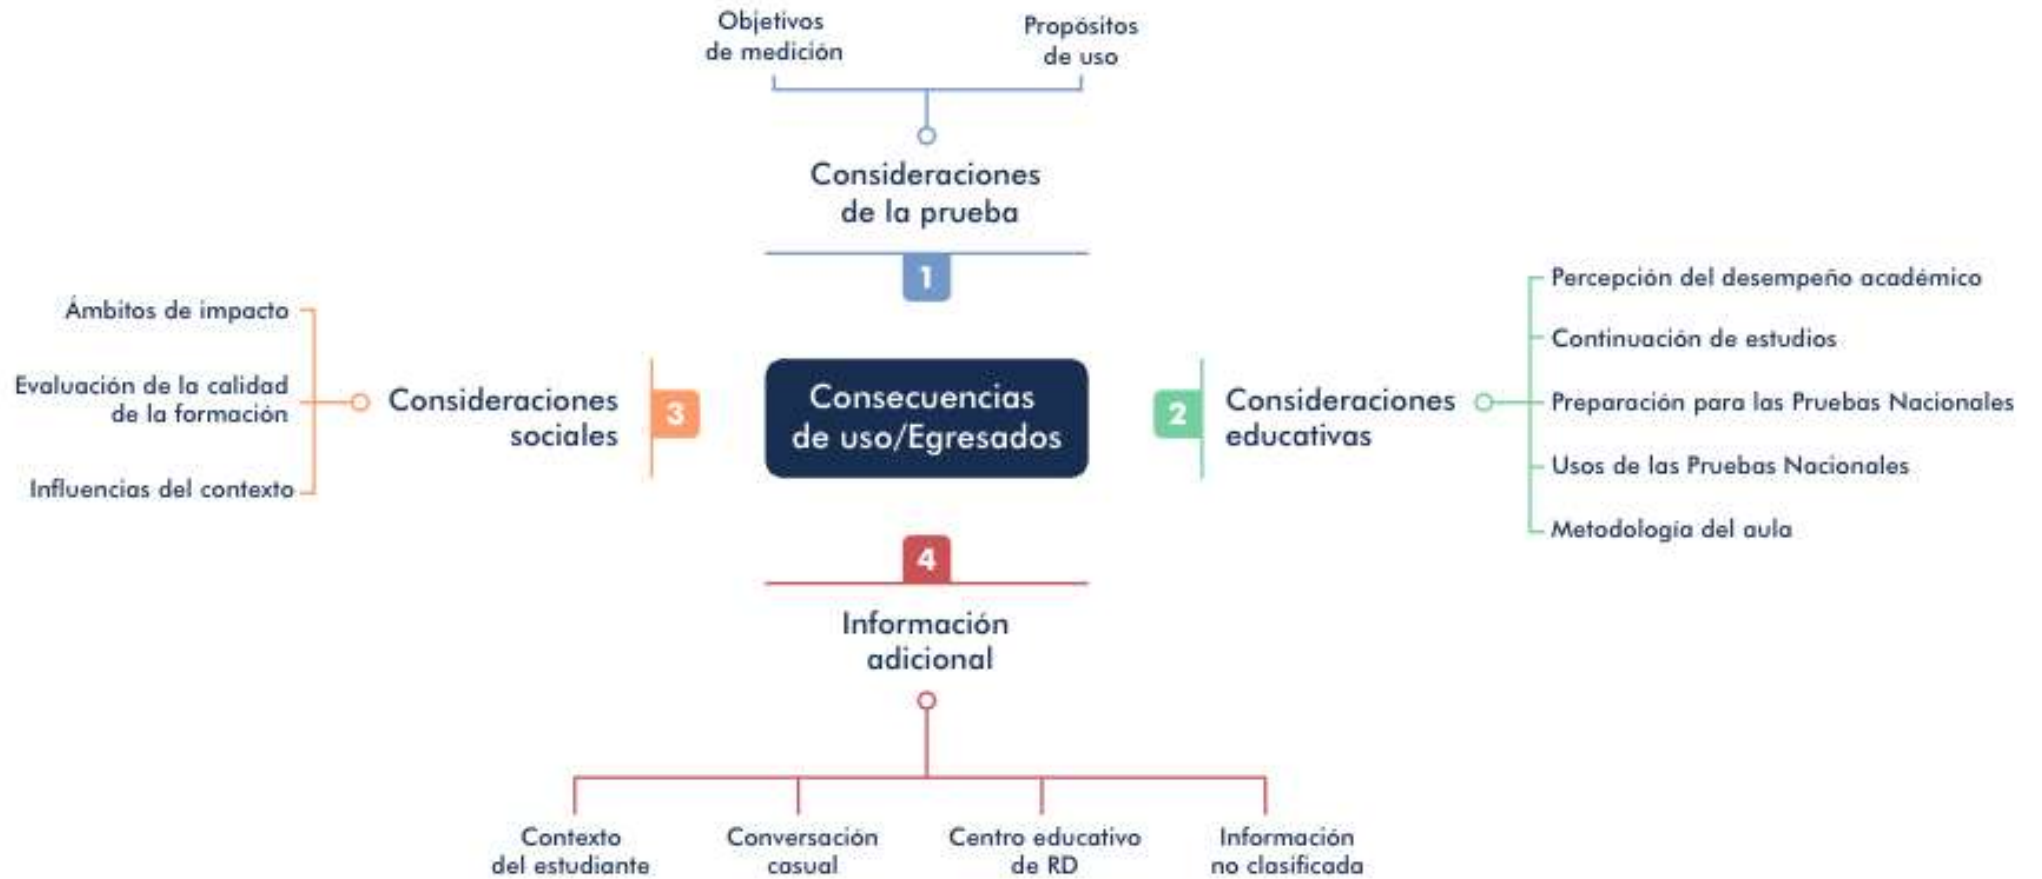 Objetivos
de medición
Propósitos
de uso
Consideraciones
de la prueba
1
Ámbitos de impacto
Evaluación de la calidad
de la formación
Influencias del contexto
Consideraciones
sociales
3
Consecuencias
de uso/Egresados
2
Consideraciones
educativas
Percepción del desempeño académico
Continuación de estudios
Preparación para las Pruebas Nacionales
Usos de las Pruebas Nacionales
Metodología del aula
4
Información
adicional
Contexto
del estudiante
Conversación
casual
Centro educativo
de RD
Información
no clasificada